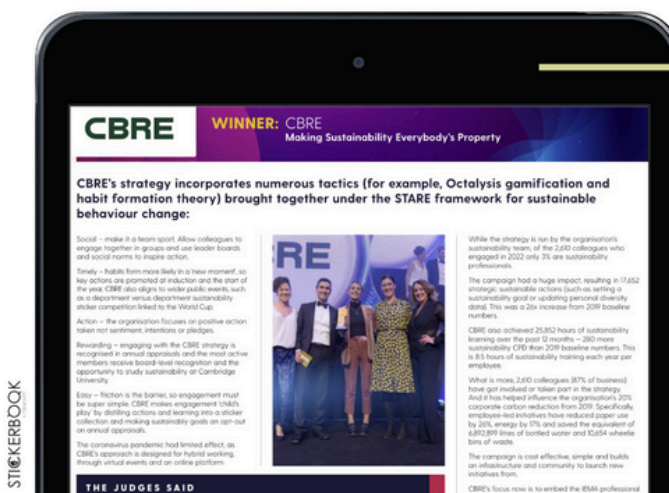 CBRE
WINNER: CBRE
Making Sustainability Everybody's Property
CBRE's strategy incorporates numerous tactics (for example, Octalysis gamification and
habit formation theory) brought together under the STARE framework for sustainable
behaviour change:
Social – make it a team sport. Allow colleagues to
engage together in groups and use leader boards
and social norms to inspire action.
Timely – habits form more likely in a 'new moment', so
key actions are promoted at induction and the start of
the year. CBRE also aligns to wider public events, such
as a department versus department sustainability
sticker competition linked to the World Cup.
Action – the organisation focuses on positive action
taken not sentiment, intentions or pledges.
Rewarding – engaging with the CBRE strategy is
recognised in annual appraisals and the most active
members receive board-level recognition and the
opportunity to study sustainability at Cambridge
University.
Easy – friction is the barrier, so engagement must
be super simple. CBRE makes engagement 'child's
play' by distilling actions and learning into a sticker
collection and making sustainably goals an opt-out
on annual appraisals.
The coronavirus pandemic had limited effect, as
CBRE's approach is designed for hybrid working,
through virtual events and an online platform.
RE
While the strategy is run by the organisation's
sustainability team, of the 2,610 colleagues who
engaged in 2022 only 3% are sustainability
professionals.
The campaign had a huge impact, resulting in 17,652
strategic sustainable actions (such as setting a
sustainability goal or updating personal diversity
data). This was a 26x increase from 2019 baseline
numbers.
CBRE also achieved 25,852 hours of sustainability
learning over the past 12 months – 280 more
sustainability CPD than 2019 baseline numbers. This
is 8.5 hours of sustainability training each year per
employee.
What is more, 2,610 colleagues (87% of business)
have got involved or taken part in the strategy.
And it has helped influence the organisation's 20%
corporate carbon reduction from 2019. Specifically,
employee-led initiatives have reduced paper use
by 26%, energy by 17% and saved the equivalent of
6,892,899 litres of bottled water and 10,654 wheelie
bins of waste.
The campaign is cost effective, simple and builds
an infrastructure and community to launch new
initiatives from.
CBRE's focus now is to embed the IEMA professional
THE JUDGES SAID
STICKERBOOK